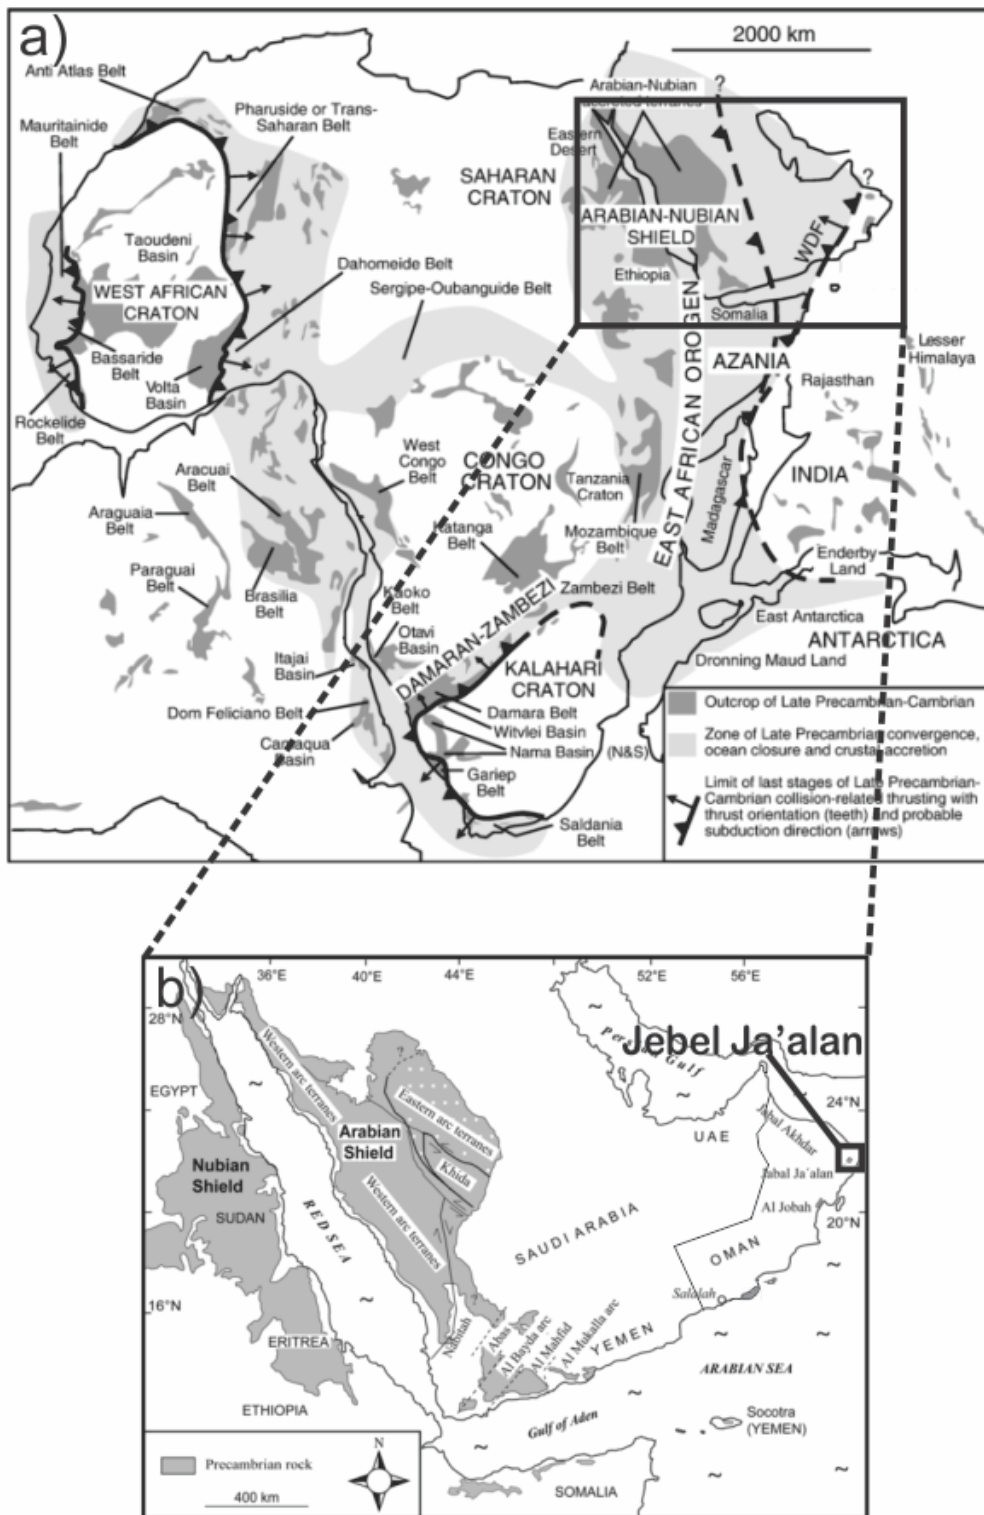 a)
2000 km
Anti Atlas Belt
Mauritainide
Belt
Pharuside or Trans-
Saharan Belt
Arabian-Nubian
accreted terranes
?
Eastern
Desert
SAHARAN
CRATON
ARABIAN-NUBIAN
SHIELD
?
WDF
Taoudeni
Basin
WEST AFRICAN
CRATON
Dahomeide Belt
Sergipe-Oubanguide Belt
Ethiopia
Somalia
Bassaride
Belt
Volta
Basin
Rockelide
Belt
EAST AFRICAN OROGEN
AZANIA
Lesser
Himalaya
Rajasthan
Aracuai
Belt
West
Congo
Belt
CONGO
CRATON
Tanzania
Craton
Madagascar
INDIA
Araguaia
Belt
Katanga
Belt
Mozambique
Belt
Paraguai
Belt
Brasilia
Belt
Kaoko
Belt
Zambezi Belt
Enderby
Land
East Antarctica
ANTARCTICA
Otavi
Basin
DAMARAN-ZAMBEZI
Itajai
Basin
KALAHARI
CRATON
Dronning Maud Land
Dom Feliciano Belt
Damara Belt
Witvlei Basin
Camaqua
Basin
Nama Basin (N&S)
Gariep
Belt
Saldania
Belt
Outcrop of Late Precambrian-Cambrian
Zone of Late Precambrian convergence,
ocean closure and crustal accretion
Limit of last stages of Late Precambrian-
Cambrian collision-related thrusting with
thrust orientation (teeth) and probable
subduction direction (arrows)
b)
36°E
40°E
44°E
52°E
56°E
28°N
Jebel Ja'alan
Persian Gulf
EGYPT
Western arc terranes
?
Eastern arc terranes
24°N
Arabian
Shield
UAE
Jabal Akhdar
Nubian
Shield
Khida
Jabal Ja'alan
SUDAN
RED SEA
Western arc terranes
Al Jobah
20°N
SAUDI ARABIA
OMAN
Salalah
16°N
?
Nabitah
Abas
Al Bayda arc
Al Mahfid
Al Mukalla arc
YEMEN
ERITREA
ARABIAN SEA
ETHIOPIA
Gulf of Aden
Socotra
(YEMEN)
Precambrian rock
N
400 km
SOMALIA